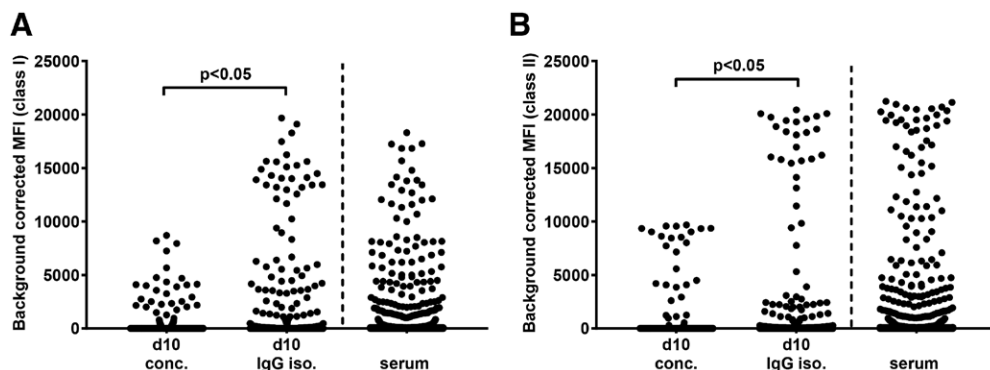 A
Background corrected MFI (class I)
25000
20000
15000
10000
5000
0
p<0.05
d10
conc.
d10
IgG iso.
serum
B
Background corrected MFI (class II)
25000
20000
15000
10000
5000
0
p<0.05
d10
conc.
d10
IgG iso.
serum